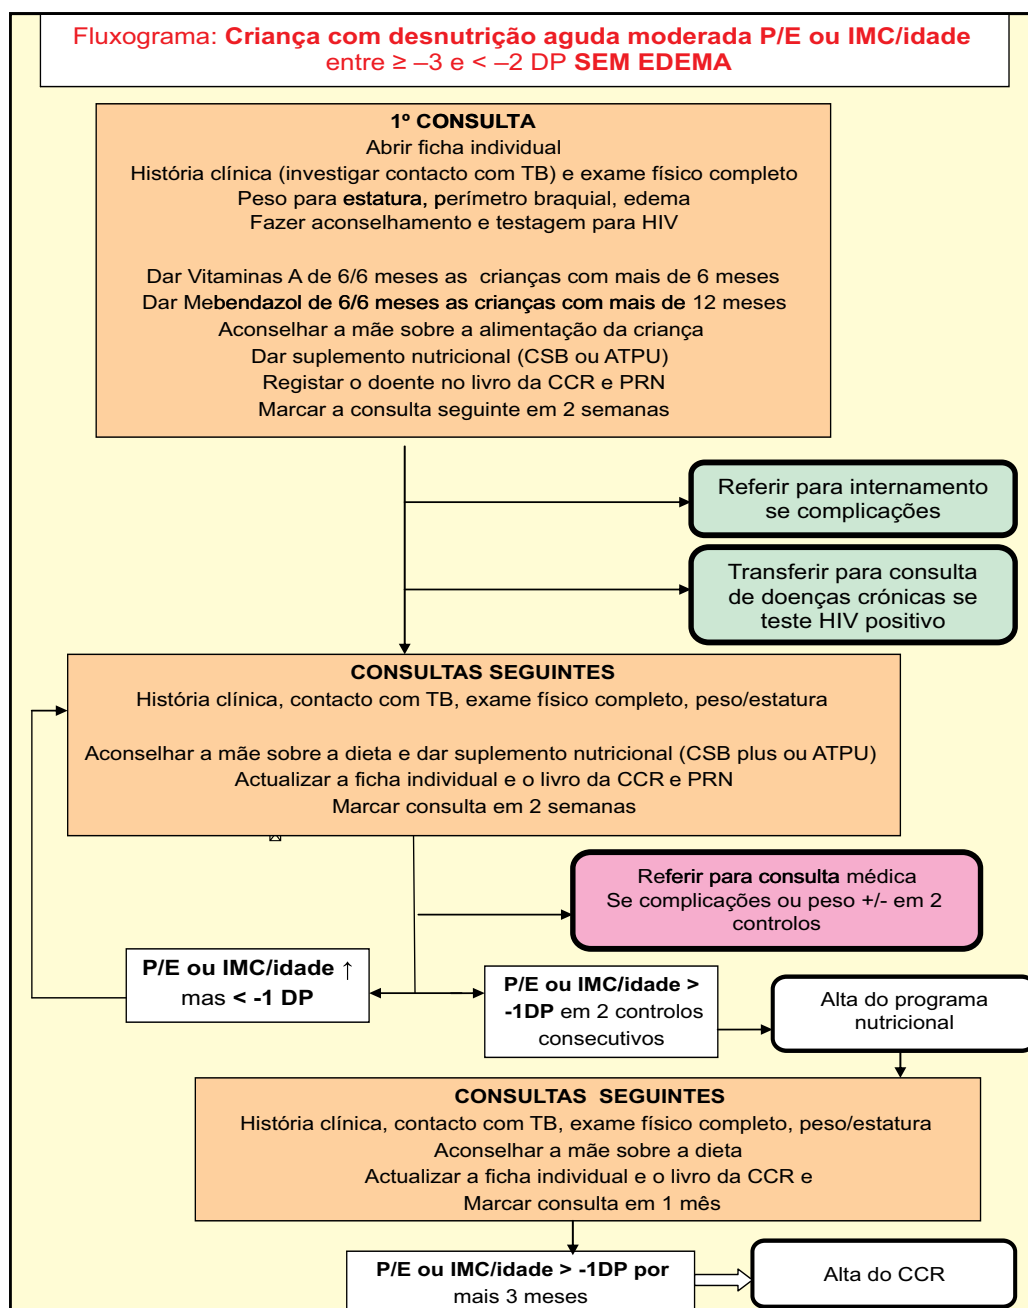 Fluxograma: Criança com desnutrição aguda moderada P/E ou IMC/idade
entre ≥ –3 e < –2 DP SEM EDEMA
1º CONSULTA
Abrir ficha individual
História clínica (investigar contacto com TB) e exame físico completo
Peso para estatura, perímetro braquial, edema
Fazer aconselhamento e testagem para HIV
Dar Vitaminas A de 6/6 meses as crianças com mais de 6 meses
Dar Mebendazol de 6/6 meses as crianças com mais de 12 meses
Aconselhar a mãe sobre a alimentação da criança
Dar suplemento nutricional (CSB ou ATPU)
Registar o doente no livro da CCR e PRN
Marcar a consulta seguinte em 2 semanas
Referir para internamento
se complicações
Transferir para consulta
de doenças crónicas se
teste HIV positivo
CONSULTAS SEGUINTES
História clínica, contacto com TB, exame físico completo, peso/estatura
Aconselhar a mãe sobre a dieta e dar suplemento nutricional (CSB plus ou ATPU)
Actualizar a ficha individual e o livro da CCR e PRN
Marcar consulta em 2 semanas
Referir para consulta médica
Se complicações ou peso +/- em 2
controlos
P/E ou IMC/idade ↑
mas < -1 DP
P/E ou IMC/idade >
-1DP em 2 controlos
consecutivos
Alta do programa
nutricional
CONSULTAS SEGUINTES
História clínica, contacto com TB, exame físico completo, peso/estatura
Aconselhar a mãe sobre a dieta
Actualizar a ficha individual e o livro da CCR e
Marcar consulta em 1 mês
P/E ou IMC/idade > -1DP por
mais 3 meses
Alta do CCR